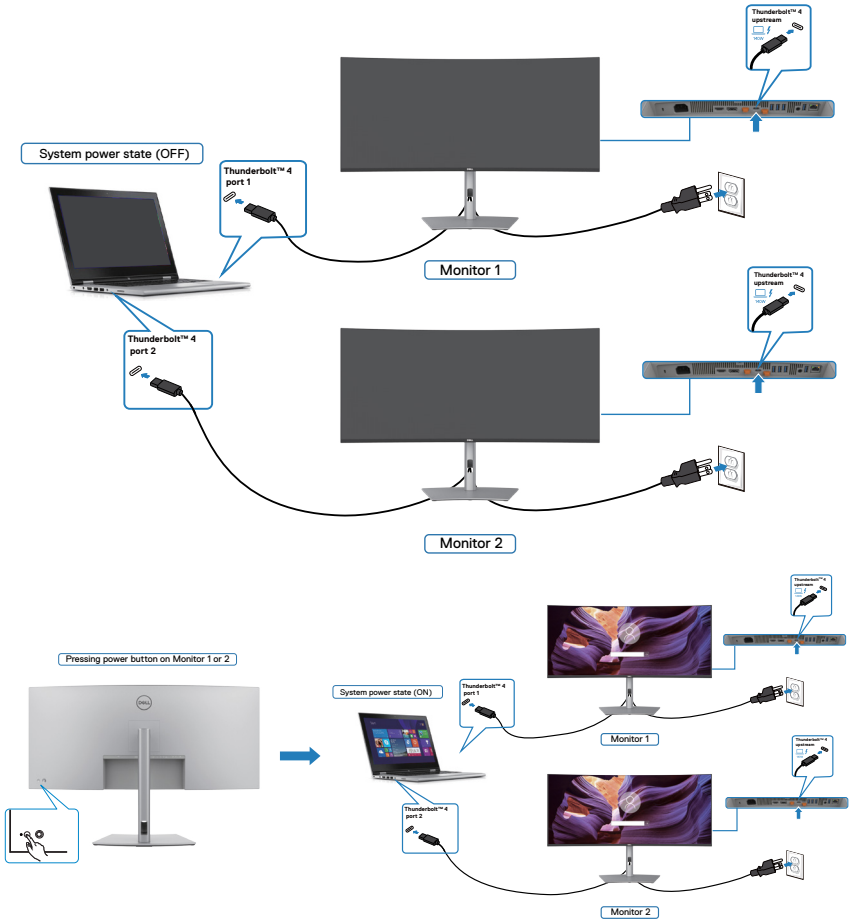 Thunderbolt™ 4
upstream
140W
System power state (OFF)
Thunderbolt™ 4
port 1
Monitor 1
Thunderbolt™ 4
upstream
140W
Thunderbolt™ 4
port 2
Monitor 2
Pressing power button on Monitor 1 or 2
DELL
System power state (ON)
Thunderbolt™ 4
port 1
Thunderbolt™ 4
upstream
Monitor 1
Thunderbolt™ 4
port 2
Thunderbolt™ 4
upstream
Monitor 2